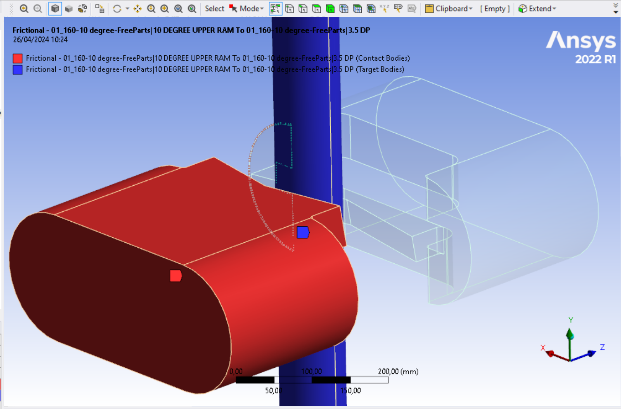 Select Mode Clipboard [ Empty ] Extend
Frictional - 01_160-10 degree-FreeParts|10 DEGREE UPPER RAM To 01_160-10 degree-FreeParts|3.5 DP
26/04/2024 10:24
Frictional - 01_160-10 degree-FreeParts|10 DEGREE UPPER RAM To 01_160-10 degree-FreeParts|3.5 DP (Contact Bodies)
Frictional - 01_160-10 degree-FreeParts|10 DEGREE UPPER RAM To 01_160-10 degree-FreeParts|3.5 DP (Target Bodies)
Ansys
2022 R1
Y
X
Z
0,00 100,00 200,00 (mm)
50,00 150,00